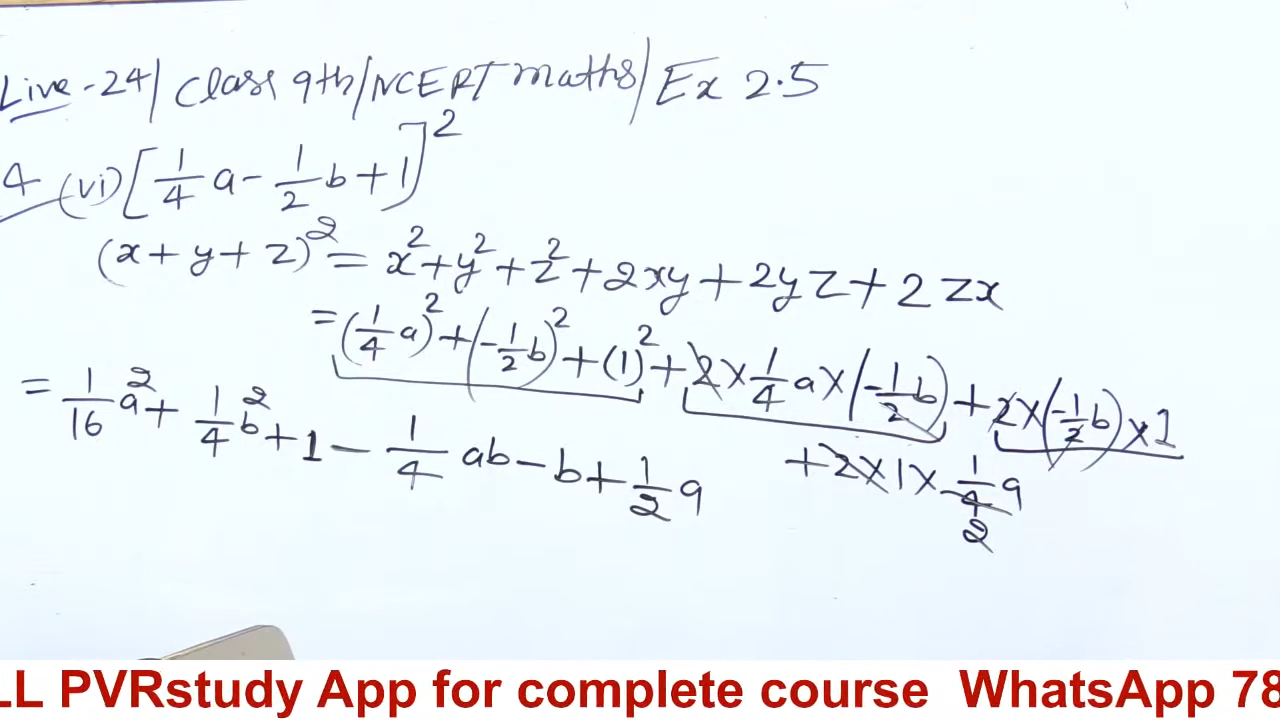 Live -24/ Class 9th/NCERT maths/ Ex 2.5
4 (vi) [1/4 a - 1/2 b + 1]²
(x + y + z)² = x² + y² + z² + 2xy + 2yz + 2zx
= (1/4 a)² + (-1/2 b)² + (1)² + 2 × 1/4 a × (-1/2 b) + 2 × (-1/2 b) × 1
+ 2 × 1 × 1/4 a
2
= 1/16 a² + 1/4 b² + 1 - 1/4 ab - b + 1/2 a
LL PVRstudy App for complete course WhatsApp 78